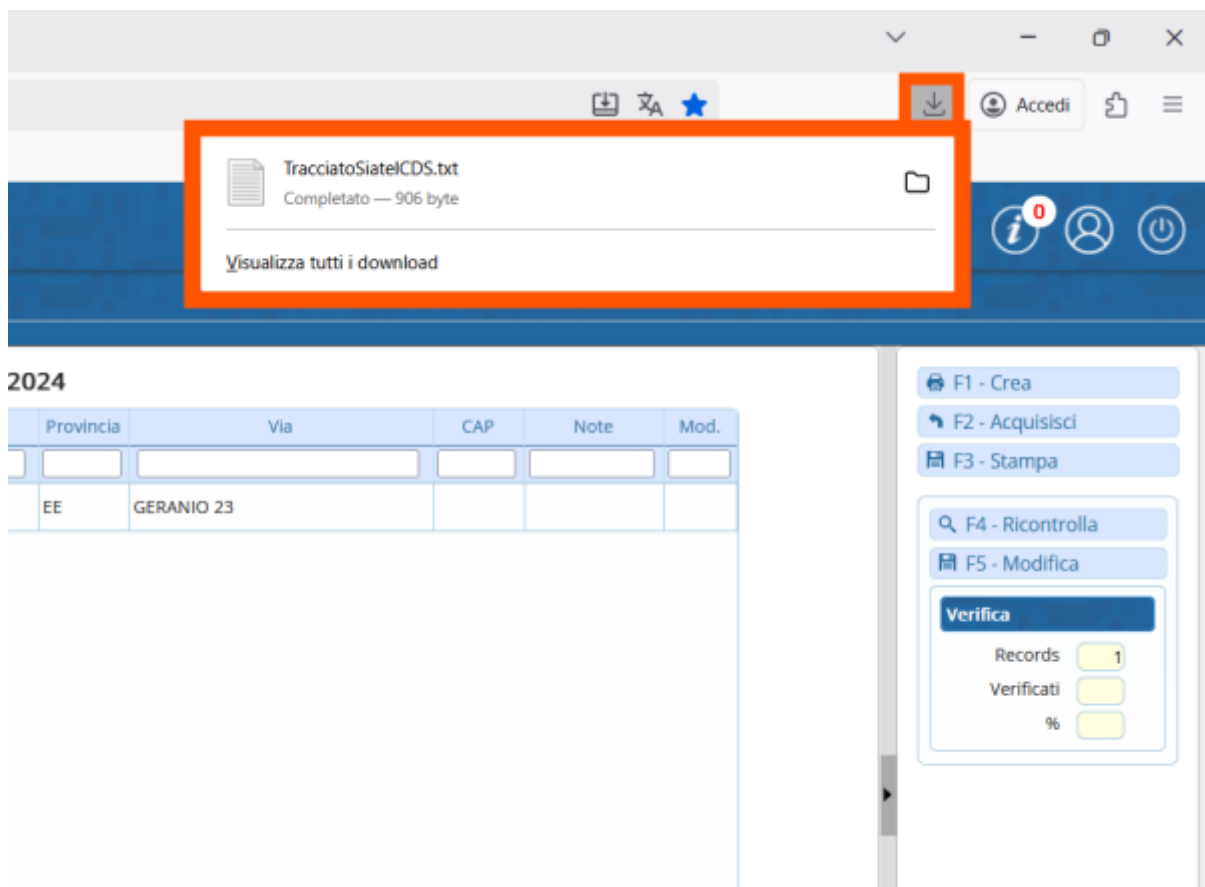 Accedi
TracciatoSiatelCDS.txt
Completato — 906 byte
Visualizza tutti i download
0
2024
Provincia Via CAP Note Mod.
EE GERANIO 23
F1 - Crea
F2 - Acquisisci
F3 - Stampa
F4 - Ricontrolla
F5 - Modifica
Verifica
Records 1
Verificati
%